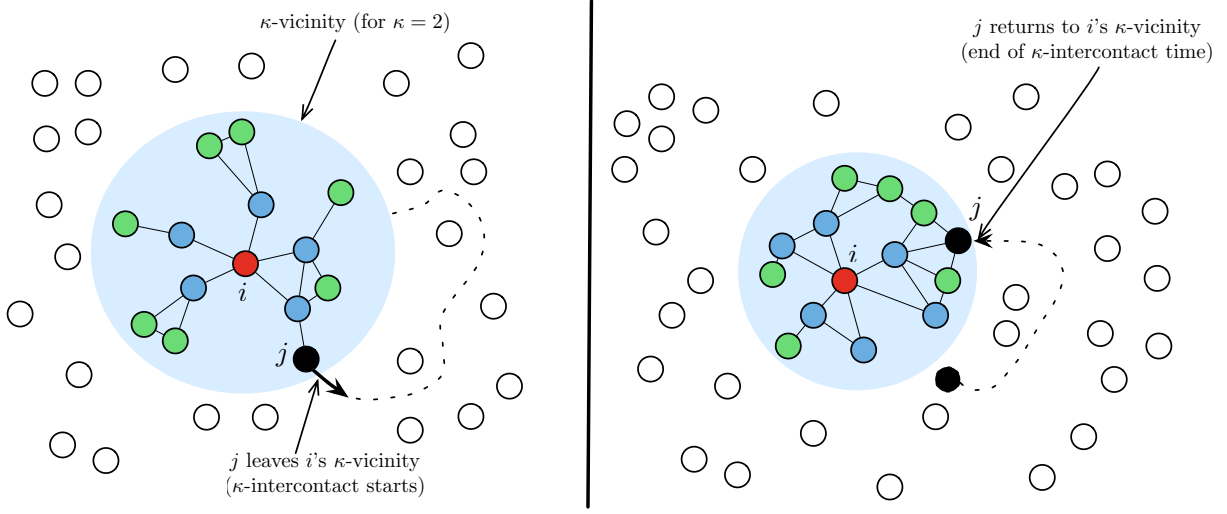 κ-vicinity (for κ = 2)
i
j
j leaves i's κ-vicinity
(κ-intercontact starts)
j returns to i's κ-vicinity
(end of κ-intercontact time)
j
i